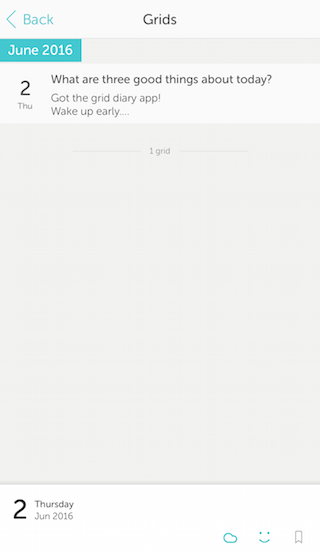 Back
Grids
June 2016
2
Thu
What are three good things about today?
Got the grid diary app!
Wake up early....
1 grid
2
Thursday
Jun 2016